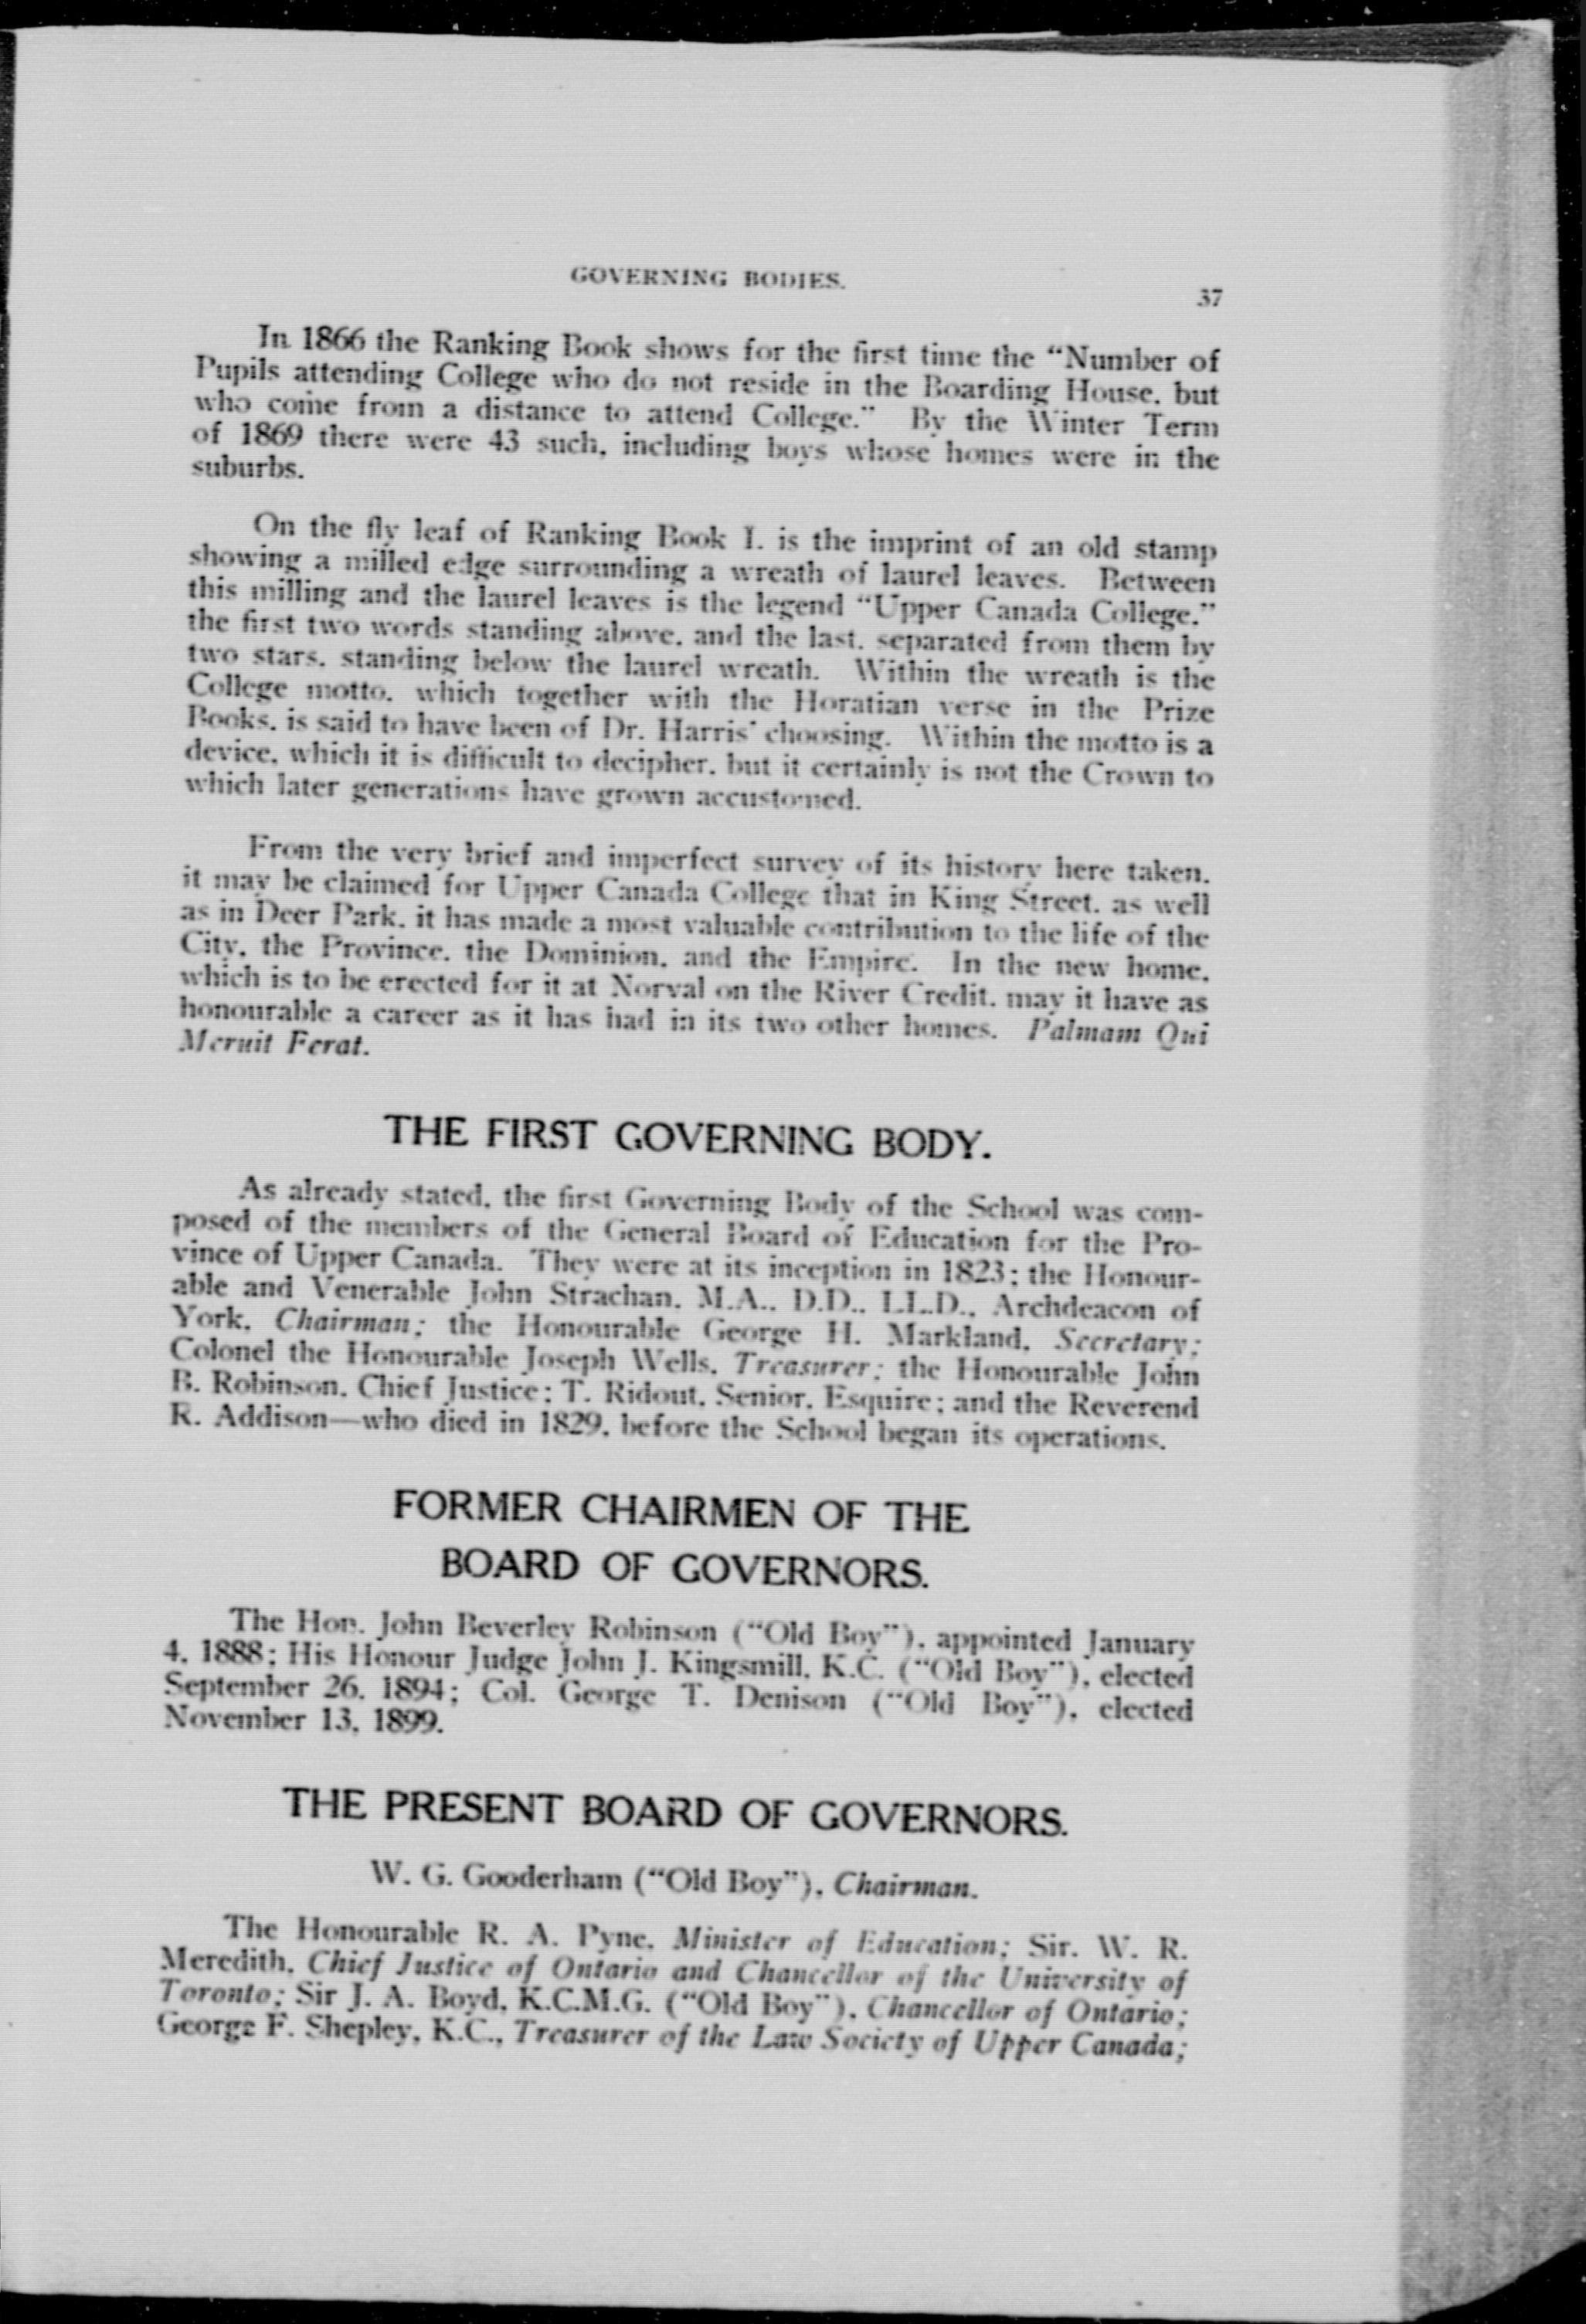 GOVERNING BODIES.
37
In 1866 the Ranking Book shows for the first time the “Number of
Pupils attending College who do not reside in the Boarding House, but
who come from a distance to attend College.” By the Winter Term
of 1869 there were 43 such, including boys whose homes were in the
suburbs.
On the fly leaf of Ranking Book I. is the imprint of an old stamp
showing a milled edge surrounding a wreath of laurel leaves. Between
this milling and the laurel leaves is the legend “Upper Canada College,”
the first two words standing above, and the last, separated from them by
two stars, standing below the laurel wreath. Within the wreath is the
College motto, which together with the Horatian verse in the Prize
Books, is said to have been of Dr. Harris' choosing. Within the motto is a
device, which it is difficult to decipher, but it certainly is not the Crown to
which later generations have grown accustomed.
From the very brief and imperfect survey of its history here taken,
it may be claimed for Upper Canada College that in King Street, as well
as in Deer Park, it has made a most valuable contribution to the life of the
City, the Province, the Dominion, and the Empire. In the new home,
which is to be erected for it at Norval on the River Credit, may it have as
honourable a career as it has had in its two other homes. Palmam Qui
Meruit Ferat.
THE FIRST GOVERNING BODY.
As already stated, the first Governing Body of the School was com-
posed of the members of the General Board of Education for the Pro-
vince of Upper Canada. They were at its inception in 1823; the Honour-
able and Venerable John Strachan, M.A., D.D., LL.D., Archdeacon of
York, Chairman; the Honourable George H. Markland, Secretary;
Colonel the Honourable Joseph Wells, Treasurer; the Honourable John
B. Robinson, Chief Justice; T. Ridout, Senior, Esquire; and the Reverend
R. Addison—who died in 1829, before the School began its operations.
FORMER CHAIRMEN OF THE
BOARD OF GOVERNORS.
The Hon. John Beverley Robinson (“Old Boy”), appointed January
4, 1888; His Honour Judge John J. Kingsmill, K.C. (“Old Boy”), elected
September 26, 1894; Col. George T. Denison (“Old Boy”), elected
November 13, 1899.
THE PRESENT BOARD OF GOVERNORS.
W. G. Gooderham (“Old Boy”), Chairman.
The Honourable R. A. Pyne, Minister of Education; Sir. W. R.
Meredith, Chief Justice of Ontario and Chancellor of the University of
Toronto; Sir J. A. Boyd, K.C.M.G. (“Old Boy”), Chancellor of Ontario;
George F. Shepley, K.C., Treasurer of the Law Society of Upper Canada;